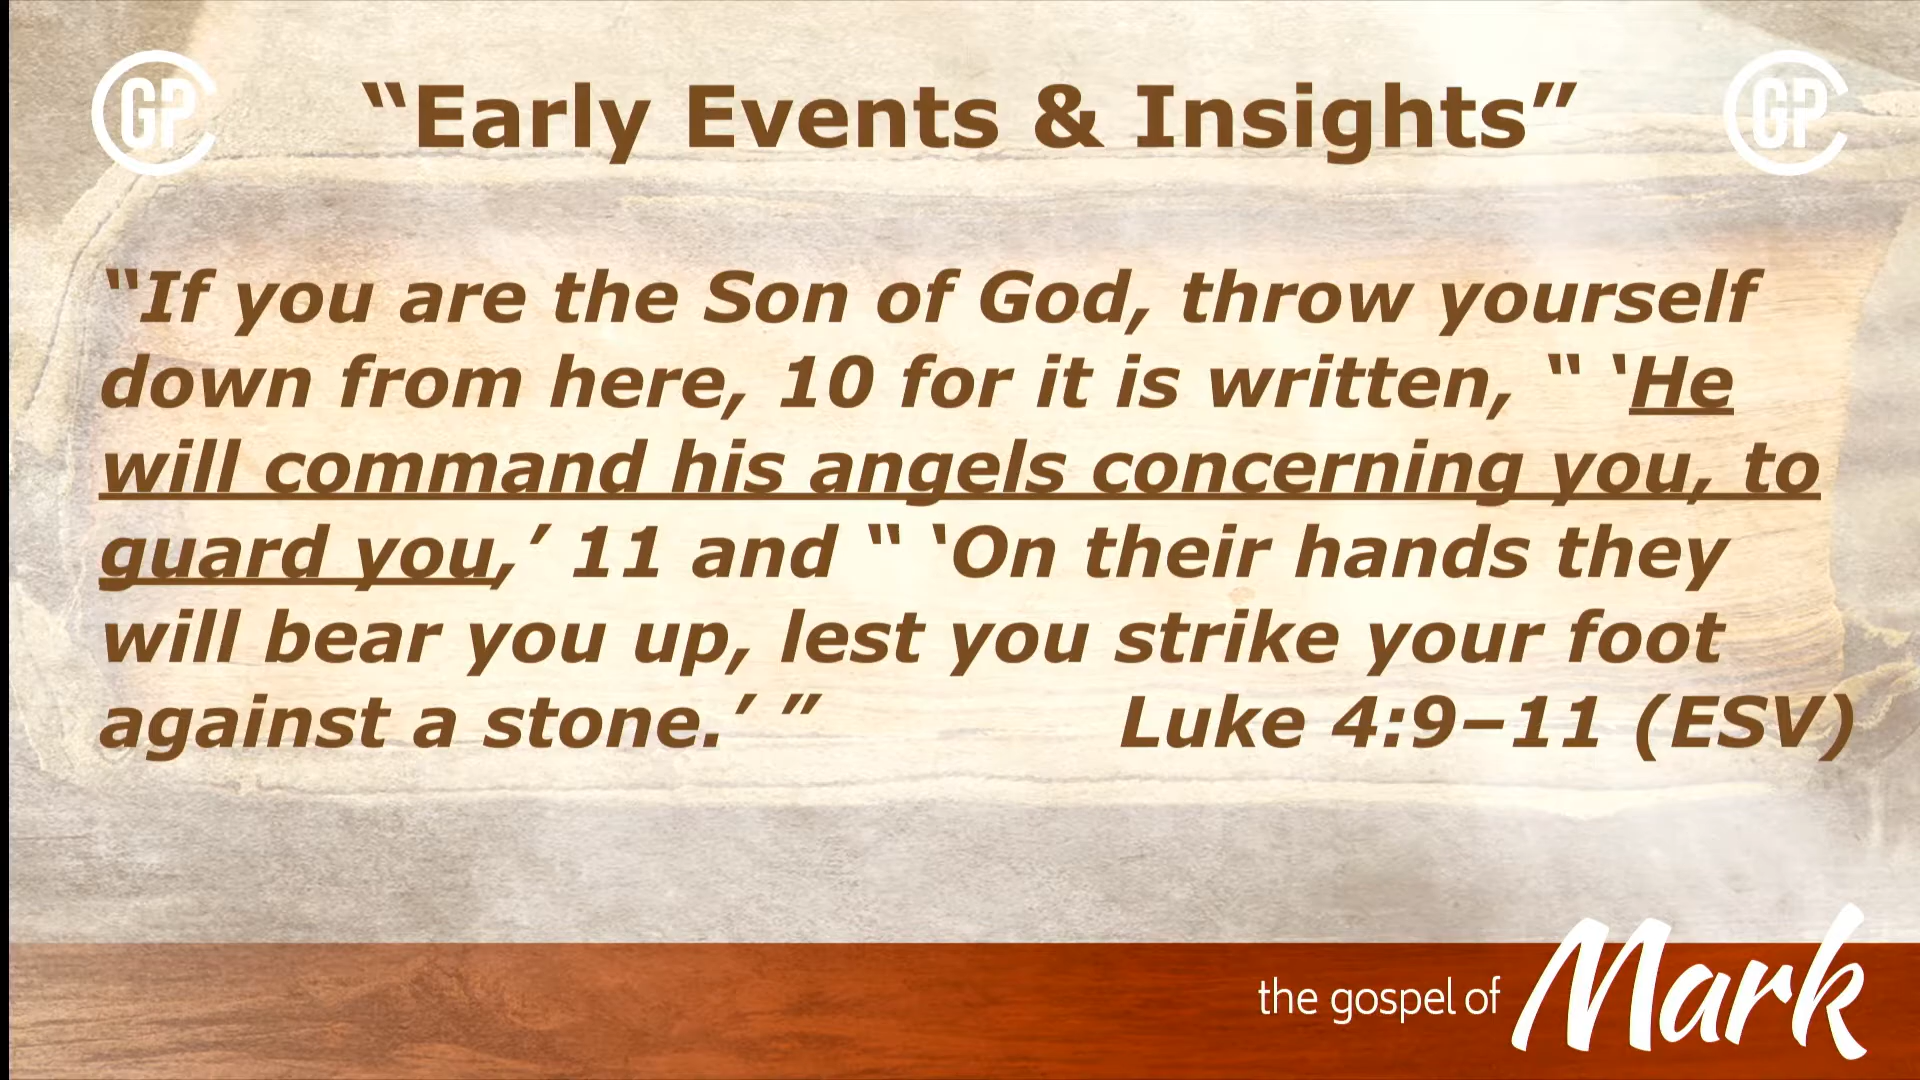 GPC
“Early Events & Insights”
GPC
“If you are the Son of God, throw yourself
down from here, 10 for it is written, “ ‘He
will command his angels concerning you, to
guard you,’ 11 and “ ‘On their hands they
will bear you up, lest you strike your foot
against a stone.’ ” Luke 4:9–11 (ESV)
the gospel of Mark